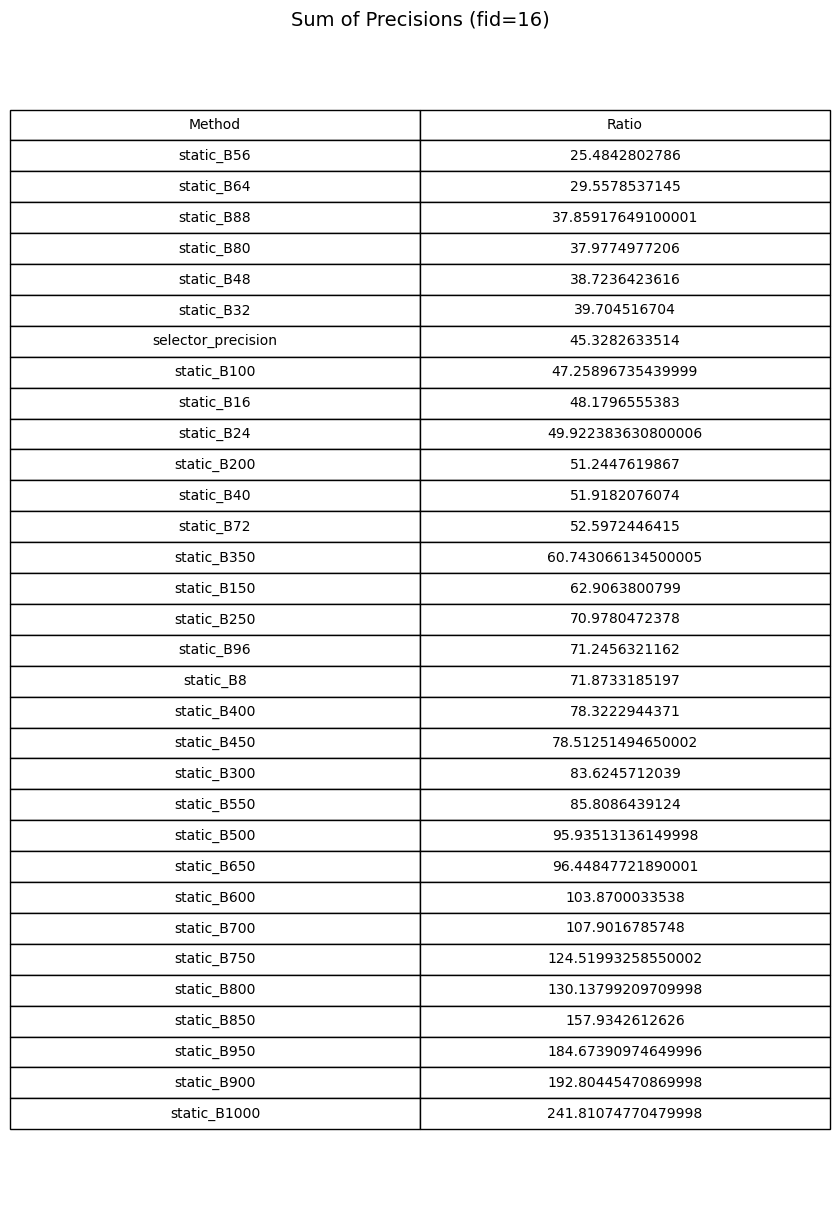 Sum of Precisions (fid=16)
Method Ratio
static_B56 25.4842802786
static_B64 29.5578537145
static_B88 37.85917649100001
static_B80 37.9774977206
static_B48 38.7236423616
static_B32 39.704516704
selector_precision 45.3282633514
static_B100 47.25896735439999
static_B16 48.1796555383
static_B24 49.922383630800006
static_B200 51.2447619867
static_B40 51.9182076074
static_B72 52.5972446415
static_B350 60.743066134500005
static_B150 62.9063800799
static_B250 70.9780472378
static_B96 71.2456321162
static_B8 71.8733185197
static_B400 78.3222944371
static_B450 78.51251494650002
static_B300 83.6245712039
static_B550 85.8086439124
static_B500 95.93513136149998
static_B650 96.44847721890001
static_B600 103.8700033538
static_B700 107.9016785748
static_B750 124.51993258550002
static_B800 130.13799209709998
static_B850 157.9342612626
static_B950 184.67390974649996
static_B900 192.80445470869998
static_B1000 241.81074770479998